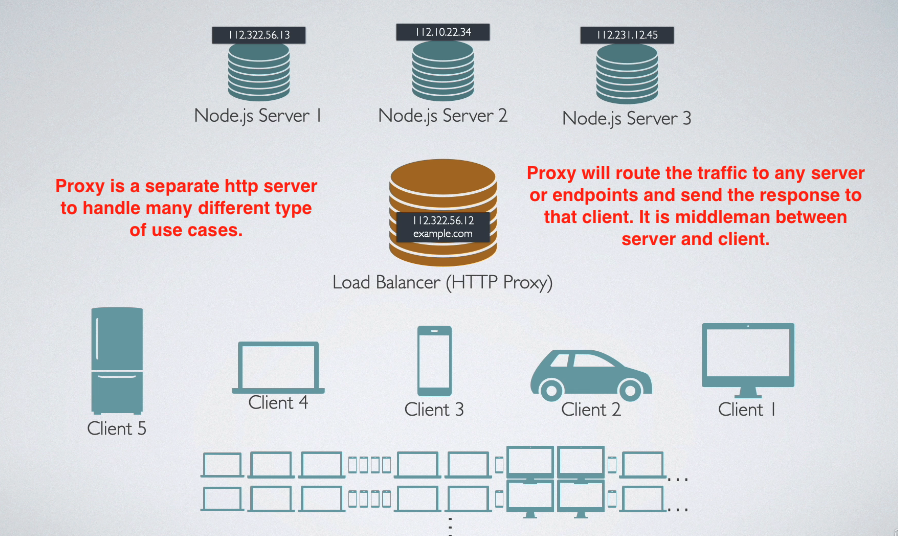 112.322.56.13
112.10.22.34
112.231.12.45
Node.js Server 1
Node.js Server 2
Node.js Server 3
Proxy is a separate http server
to handle many different type
of use cases.
112.322.56.12
example.com
Proxy will route the traffic to any server
or endpoints and send the response to
that client. It is middleman between
server and client.
Load Balancer (HTTP Proxy)
Client 5
Client 4
Client 3
Client 2
Client 1
...
...